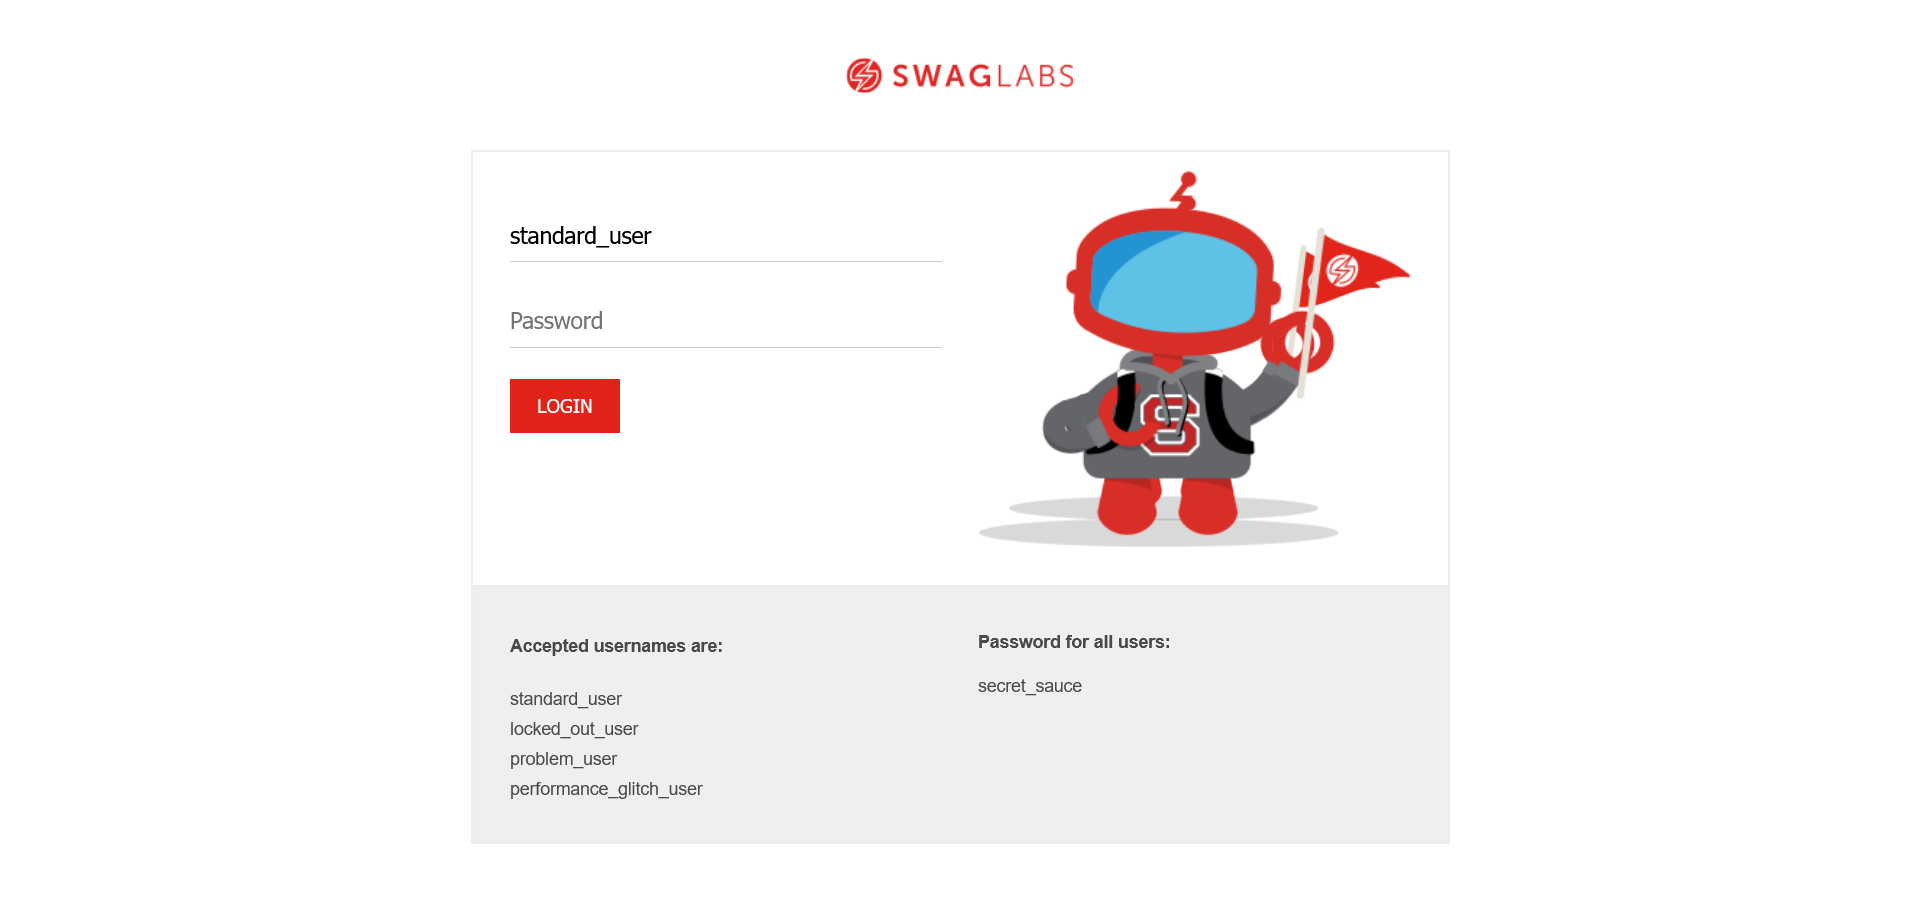 SWAGLABS
standard_user
Password
LOGIN
S
Accepted usernames are:
standard_user
locked_out_user
problem_user
performance_glitch_user
Password for all users:
secret_sauce